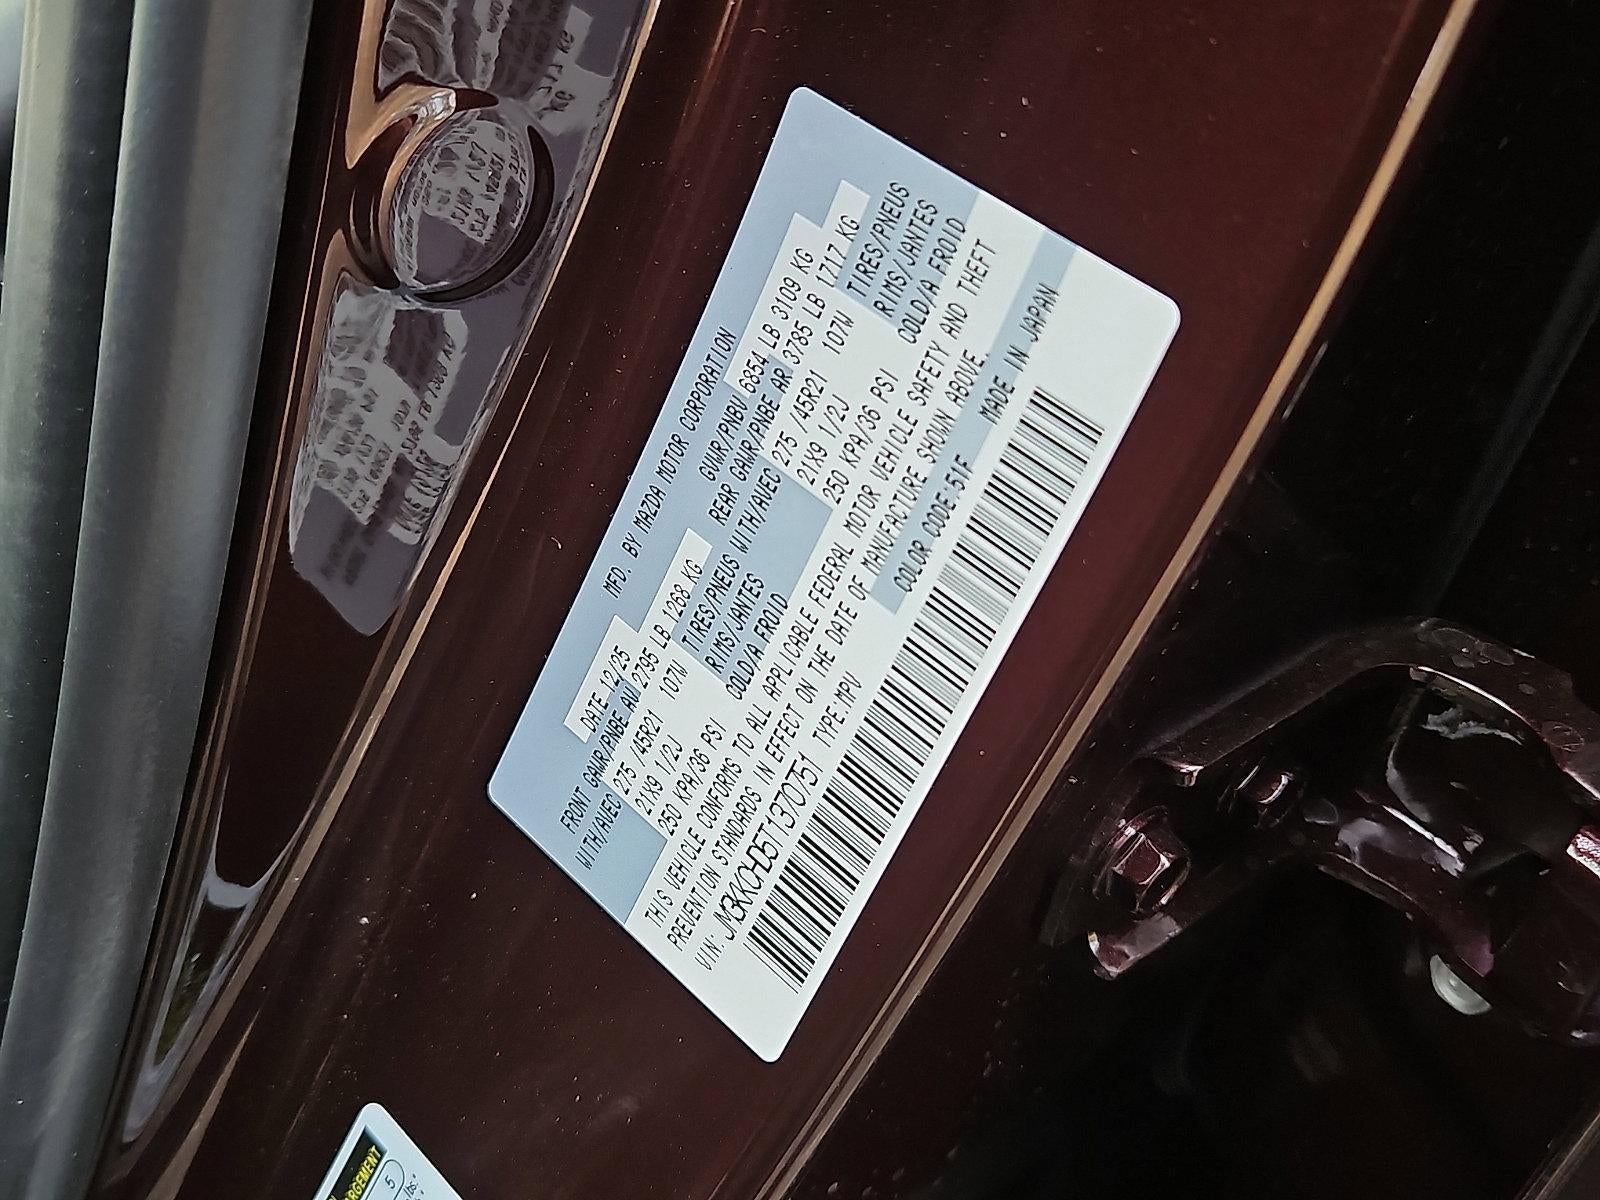 MFD. BY MAZDA MOTOR CORPORATION
DATE 12/25 GVWR/PNBV 6854 LB 3109 KG
FRONT GAWR/PNBE AV 2795 LB 1268 KG REAR GAWR/PNBE AR 3785 LB 1717 KG
WITH/AVEC 275 /45R21 107W TIRES/PNEUS WITH/AVEC 275 /45R21 107W TIRES/PNEUS
21X9 1/2J RIMS/JANTES 21X9 1/2J RIMS/JANTES
250 KPA/36 PSI COLD/A FROID 250 KPA/36 PSI COLD/A FROID
THIS VEHICLE CONFORMS TO ALL APPLICABLE FEDERAL MOTOR VEHICLE SAFETY AND THEFT
PREVENTION STANDARDS IN EFFECT ON THE DATE OF MANUFACTURE SHOWN ABOVE.
VIN: JM3KKCHD5T1370751 TYPE:MPV COLOR CODE:51F MADE IN JAPAN
5
lbs.